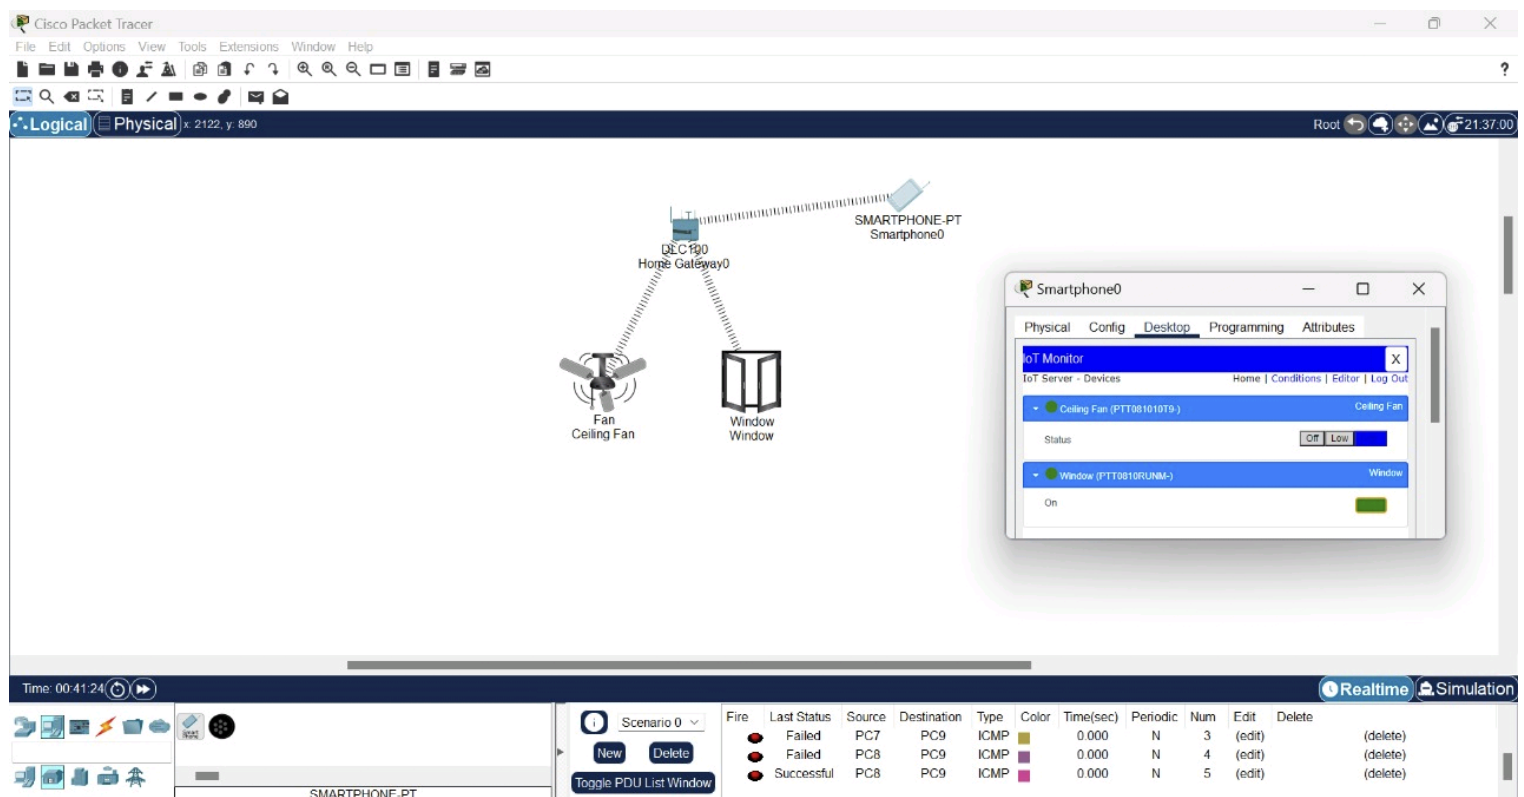 Cisco Packet Tracer
File Edit Options View Tools Extensions Window Help
?
Logical Physical x: 2122, y: 890
Root 21:37:00
SMARTPHONE-PT
Smartphone0
DLC100
Home Gateway0
Fan
Ceiling Fan
Window
Window
Smartphone0
Physical Config Desktop Programming Attributes
IoT Monitor X
IoT Server - Devices Home | Conditions | Editor | Log Out
Ceiling Fan (PTT081010T9-) Ceiling Fan
Status Off Low
Window (PTT0810RUNM-) Window
On
Time: 00:41:24
Realtime Simulation
Scenario 0
New Delete
Toggle PDU List Window
Fire Last Status Source Destination Type Color Time(sec) Periodic Num Edit Delete
Failed PC7 PC9 ICMP 0.000 N 3 (edit) (delete)
Failed PC8 PC9 ICMP 0.000 N 4 (edit) (delete)
Successful PC8 PC9 ICMP 0.000 N 5 (edit) (delete)
SMARTPHONE-PT